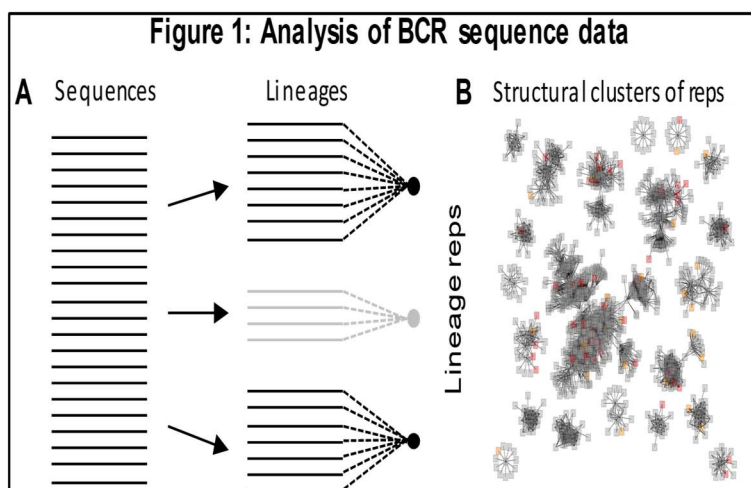 Figure 1: Analysis of BCR sequence data
A Sequences Lineages
B Structural clusters of reps
Lineage reps